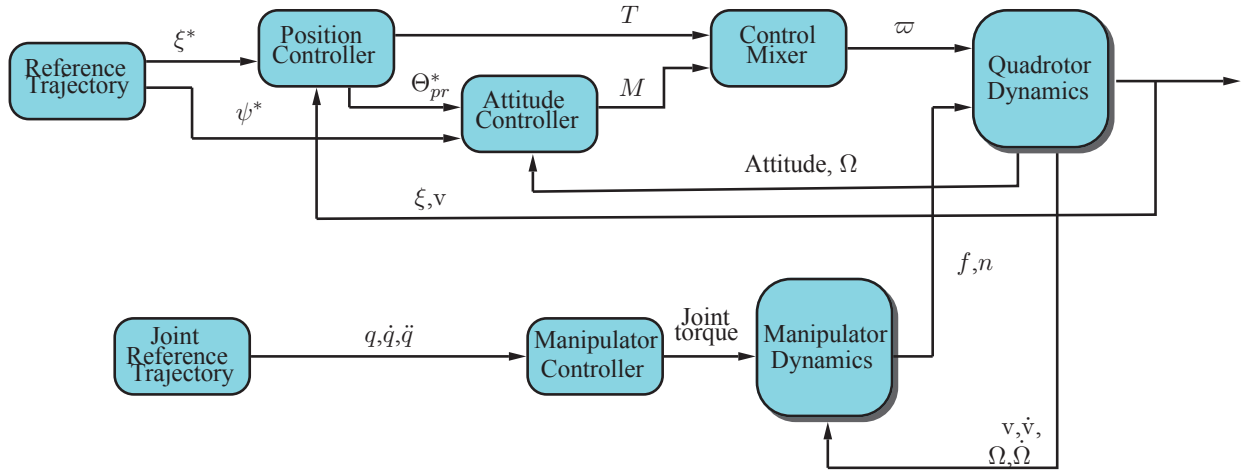 Reference
Trajectory
ξ*
ψ*
Position
Controller
T
Θ*pr
Attitude
Controller
M
Control
Mixer
ϖ
Quadrotor
Dynamics
Attitude, Ω
ξ,v
f,n
Joint
Reference
Trajectory
q,q̇,q̈
Manipulator
Controller
Joint
torque
Manipulator
Dynamics
v,v̇,
Ω,Ω̇